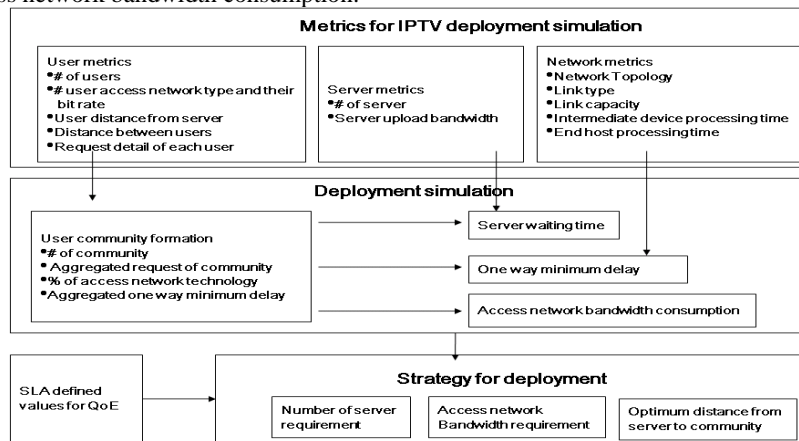 es network bandwidth consumption.
Metrics for IPTV deployment simulation
User metrics
•# of users
•# user access network type and their
bit rate
•User distance from server
•Distance between users
•Request detail of each user
Server metrics
•# of server
•Server upload bandwidth
Network metrics
•Network Topology
•Link type
•Link capacity
•Intermediate device processing time
•End host processing time
Deployment simulation
User community formation
•# of community
• Aggregated request of community
•% of access network technology
•Aggregated one way minimum delay
Server waiting time
One way minimum delay
Access network bandwidth consumption
SLA defined
values for QoE
Strategy for deployment
Number of server
requirement
Access network
Bandwidth requirement
Optimum distance from
server to community